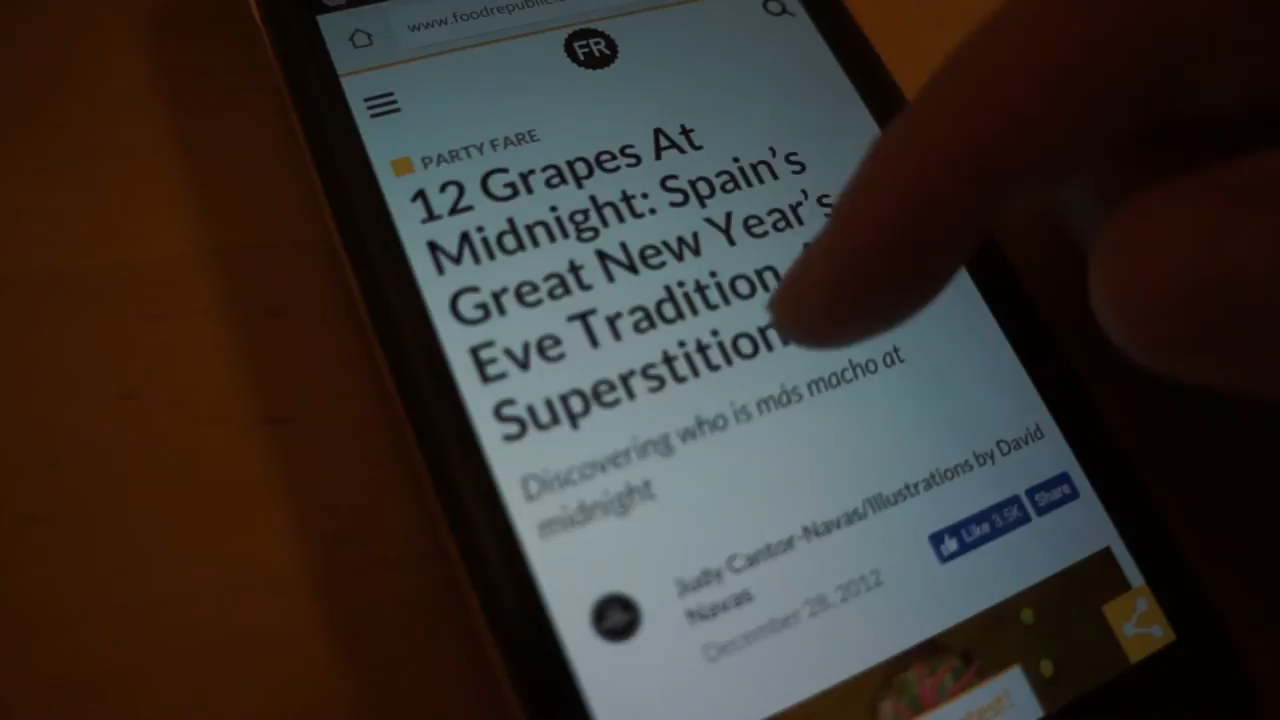 www.foodrepublic.
FR
PARTY FARE
12 Grapes At
Midnight: Spain's
Great New Year's
Eve Tradition
Superstition
Discovering who is más macho at
midnight
Judy Cantor-Navas/Illustrations by David
Navas
December 28, 2012
Like 3.5K Share